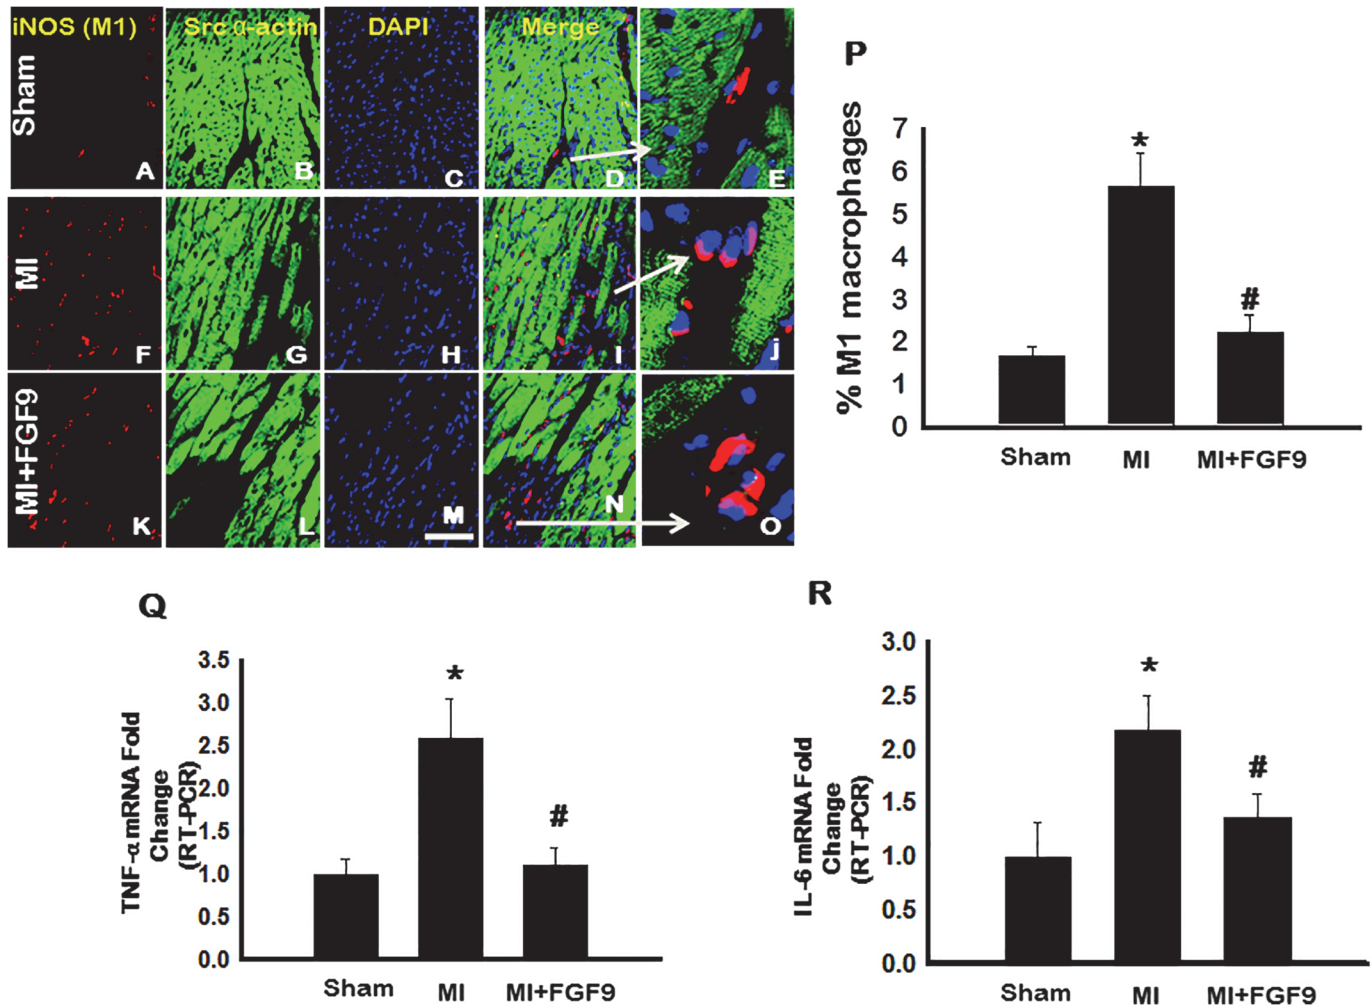 iNOS (M1) Src α-actin DAPI Merge
Sham
A B C D E
MI
F G H I j
MI+FGF9
K L M N O
P
% M1 macrophages
7
6
5
4
3
2
1
0
*
#
Sham MI MI+FGF9
Q
TNF-α mRNA Fold
Change
(RT-PCR)
3.5
3.0
2.5
2.0
1.5
1.0
0.5
0.0
*
#
Sham MI MI+FGF9
R
IL-6 mRNA Fold
Change
(RT-PCR)
3.0
2.5
2.0
1.5
1.0
0.5
0.0
*
#
Sham MI MI+FGF9